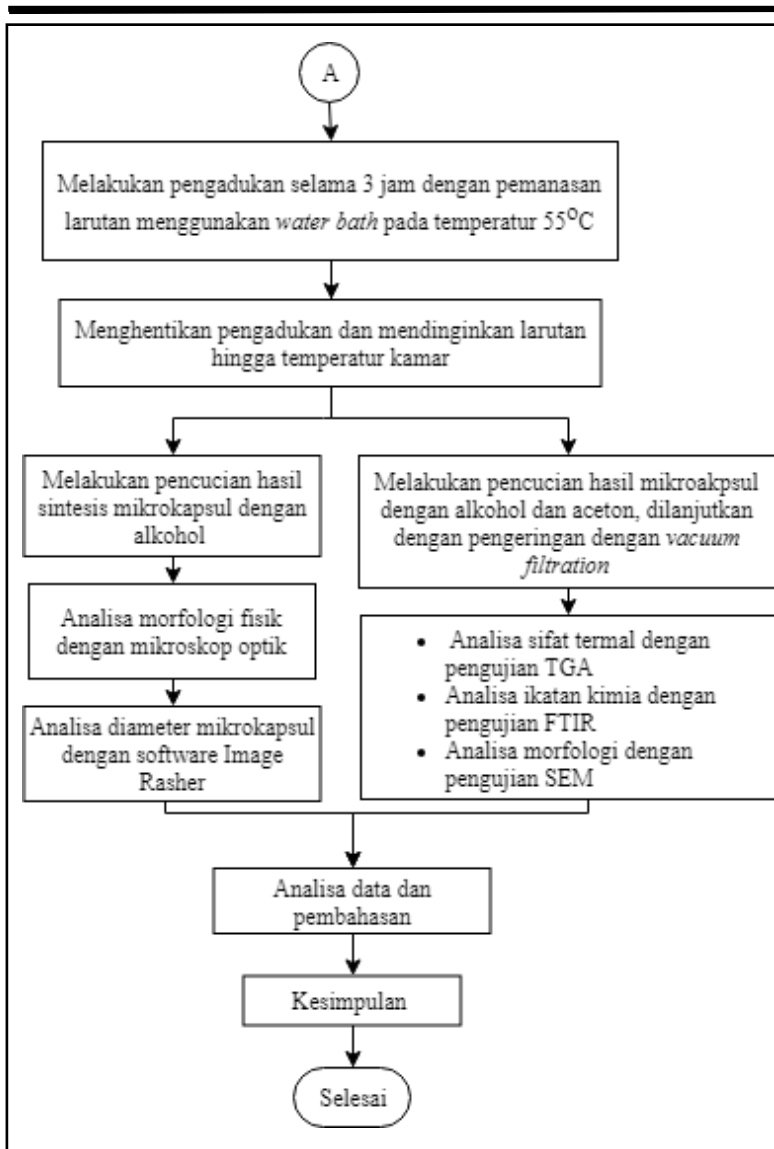 A
Melakukan pengadukan selama 3 jam dengan pemanasan
larutan menggunakan water bath pada temperatur 55°C
Menghentikan pengadukan dan mendinginkan larutan
hingga temperatur kamar
Melakukan pencucian hasil
sintesis mikrokapsul dengan
alkohol
Analisa morfologi fisik
dengan mikroskop optik
Analisa diameter mikrokapsul
dengan software Image
Rasher
Melakukan pencucian hasil mikroakpsul
dengan alkohol dan aceton, dilanjutkan
dengan pengeringan dengan vacuum
filtration
• Analisa sifat termal dengan
pengujian TGA
• Analisa ikatan kimia dengan
pengujian FTIR
• Analisa morfologi dengan
pengujian SEM
Analisa data dan
pembahasan
Kesimpulan
Selesai